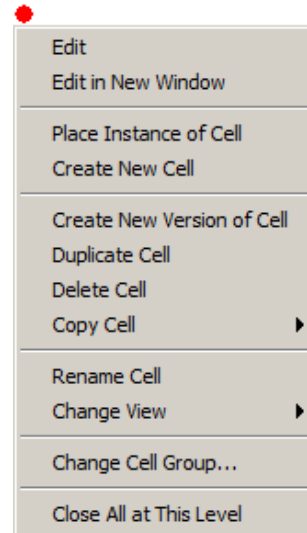 Edit
Edit in New Window
Place Instance of Cell
Create New Cell
Create New Version of Cell
Duplicate Cell
Delete Cell
Copy Cell
Rename Cell
Change View
Change Cell Group...
Close All at This Level